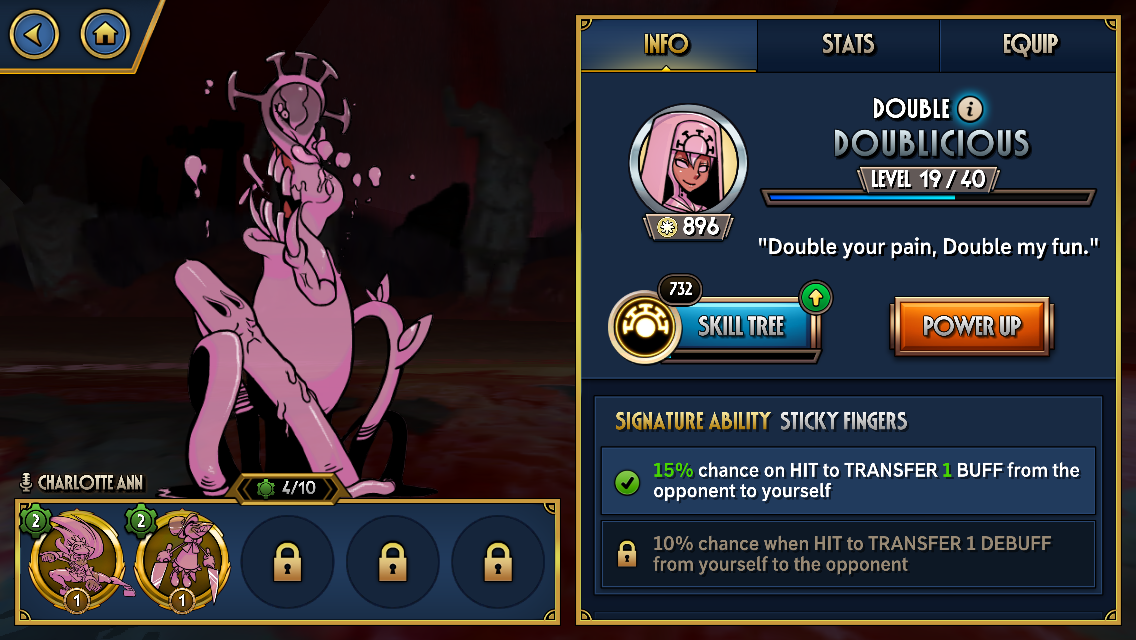 INFO
STATS
EQUIP
DOUBLE i
DOUBLICIOUS
LEVEL 19 / 40
896
"Double your pain, Double my fun."
732
SKILL TREE
POWER UP
SIGNATURE ABILITY STICKY FINGERS
15% chance on HIT to TRANSFER 1 BUFF from the
opponent to yourself
10% chance when HIT to TRANSFER 1 DEBUFF
from yourself to the opponent
CHARLOTTE ANN
4/10
2
2
1
1